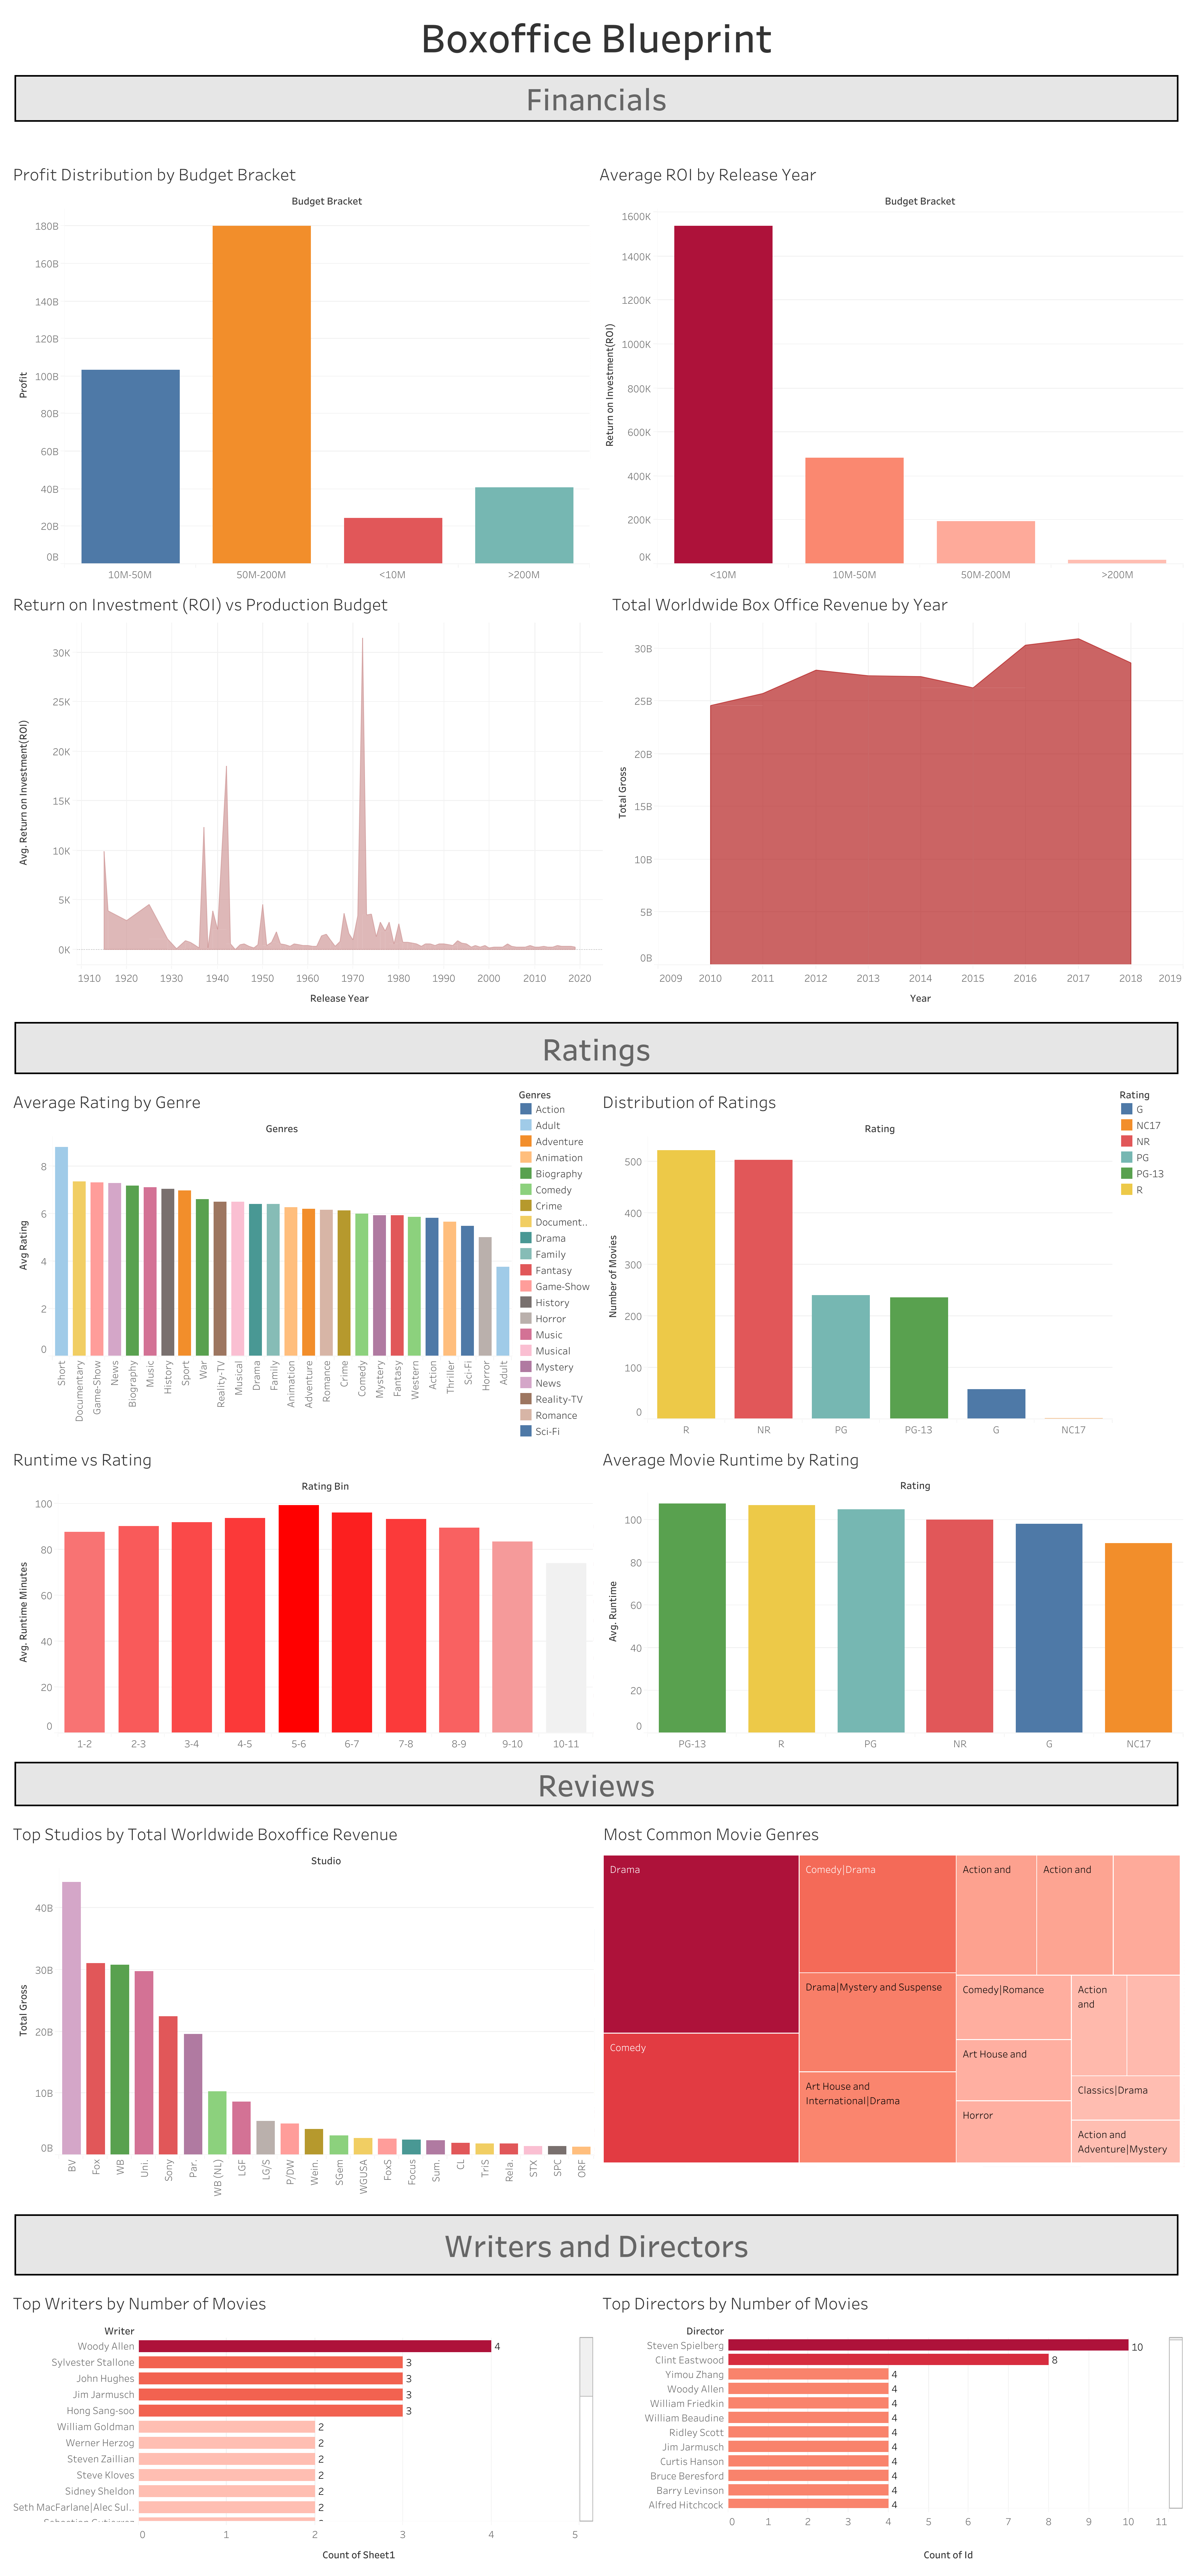 Boxoffice Blueprint
Financials
Profit Distribution by Budget Bracket
Budget Bracket
Profit
180B
160B
140B
120B
100B
80B
60B
40B
20B
0B
10M-50M
50M-200M
<10M
>200M
Average ROI by Release Year
Budget Bracket
Return on Investment(ROI)
1600K
1400K
1200K
1000K
800K
600K
400K
200K
0K
<10M
10M-50M
50M-200M
>200M
Return on Investment (ROI) vs Production Budget
Avg. Return on Investment(ROI)
30K
25K
20K
15K
10K
5K
0K
1910
1920
1930
1940
1950
1960
1970
1980
1990
2000
2010
2020
Release Year
Total Worldwide Box Office Revenue by Year
Total Gross
30B
25B
20B
15B
10B
5B
0B
2009
2010
2011
2012
2013
2014
2015
2016
2017
2018
2019
Year
Ratings
Average Rating by Genre
Genres
Avg Rating
8
6
4
2
0
Short
Documentary
Game-Show
News
Biography
Music
History
Sport
War
Reality-TV
Musical
Drama
Family
Animation
Adventure
Romance
Crime
Comedy
Mystery
Fantasy
Western
Action
Thriller
Sci-Fi
Horror
Adult
Genres
Action
Adult
Adventure
Animation
Biography
Comedy
Crime
Document..
Drama
Family
Fantasy
Game-Show
History
Horror
Music
Musical
Mystery
News
Reality-TV
Romance
Sci-Fi
Distribution of Ratings
Rating
Number of Movies
500
400
300
200
100
0
R
NR
PG
PG-13
G
NC17
Rating
G
NC17
NR
PG
PG-13
R
Runtime vs Rating
Rating Bin
Avg. Runtime Minutes
100
80
60
40
20
0
1-2
2-3
3-4
4-5
5-6
6-7
7-8
8-9
9-10
10-11
Average Movie Runtime by Rating
Rating
Avg. Runtime
100
80
60
40
20
0
PG-13
R
PG
NR
G
NC17
Reviews
Top Studios by Total Worldwide Boxoffice Revenue
Studio
Total Gross
40B
30B
20B
10B
0B
BV
Fox
WB
Uni.
Sony
Par.
WB (NL)
LGF
LG/S
P/DW
Wein.
SGem
WGUSA
FoxS
Focus
Sum.
CL
TriS
Rela.
STX
SPC
ORF
Most Common Movie Genres
Drama
Comedy
Comedy|Drama
Drama|Mystery and Suspense
Art House and
International|Drama
Action and
Action and
Comedy|Romance
Art House and
Horror
Action
and
Classics|Drama
Action and
Adventure|Mystery
Writers and Directors
Top Writers by Number of Movies
Writer
Woody Allen 4
Sylvester Stallone 3
John Hughes 3
Jim Jarmusch 3
Hong Sang-soo 3
William Goldman 2
Werner Herzog 2
Steven Zaillian 2
Steve Kloves 2
Sidney Sheldon 2
Seth MacFarlane|Alec Sul.. 2
0
1
2
3
4
5
Count of Sheet1
Top Directors by Number of Movies
Director
Steven Spielberg 10
Clint Eastwood 8
Yimou Zhang 4
Woody Allen 4
William Friedkin 4
William Beaudine 4
Ridley Scott 4
Jim Jarmusch 4
Curtis Hanson 4
Bruce Beresford 4
Barry Levinson 4
Alfred Hitchcock 4
0
1
2
3
4
5
6
7
8
9
10
11
Count of Id